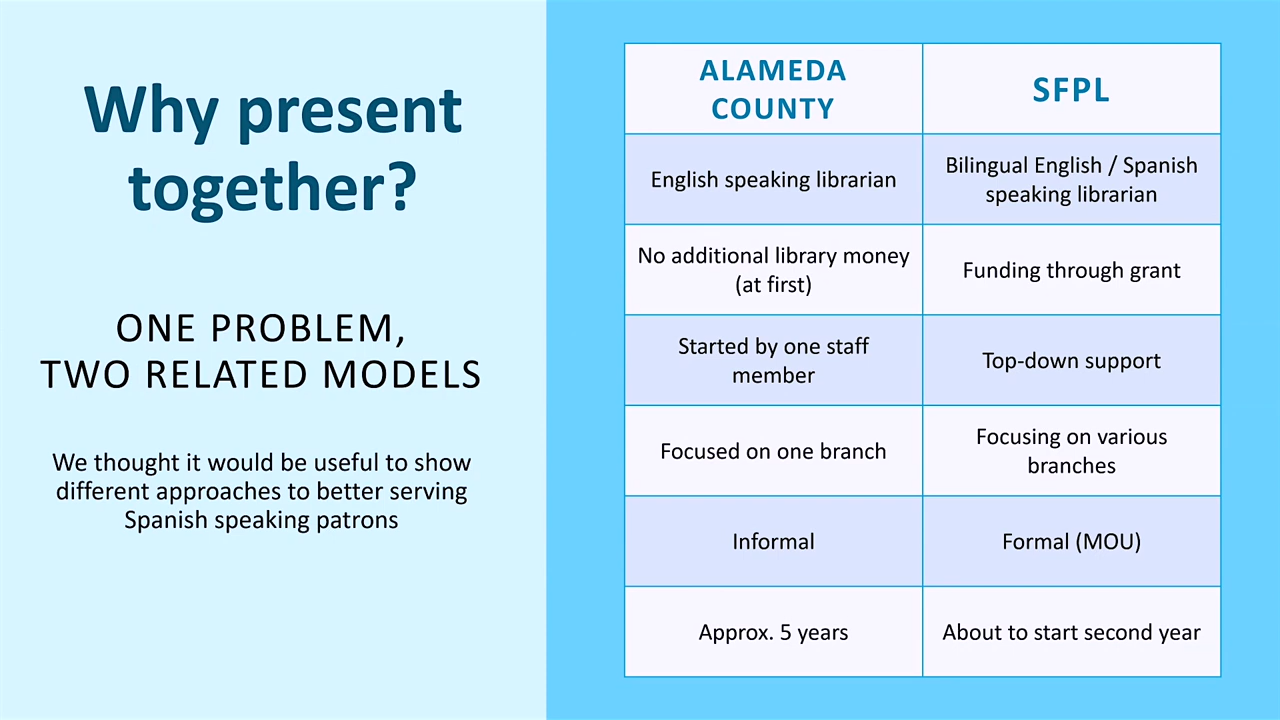 Why present
together?
ONE PROBLEM,
TWO RELATED MODELS
We thought it would be useful to show
different approaches to better serving
Spanish speaking patrons
ALAMEDA
COUNTY
SFPL
English speaking librarian
Bilingual English / Spanish
speaking librarian
No additional library money
(at first)
Funding through grant
Started by one staff
member
Top-down support
Focused on one branch
Focusing on various
branches
Informal
Formal (MOU)
Approx. 5 years
About to start second year